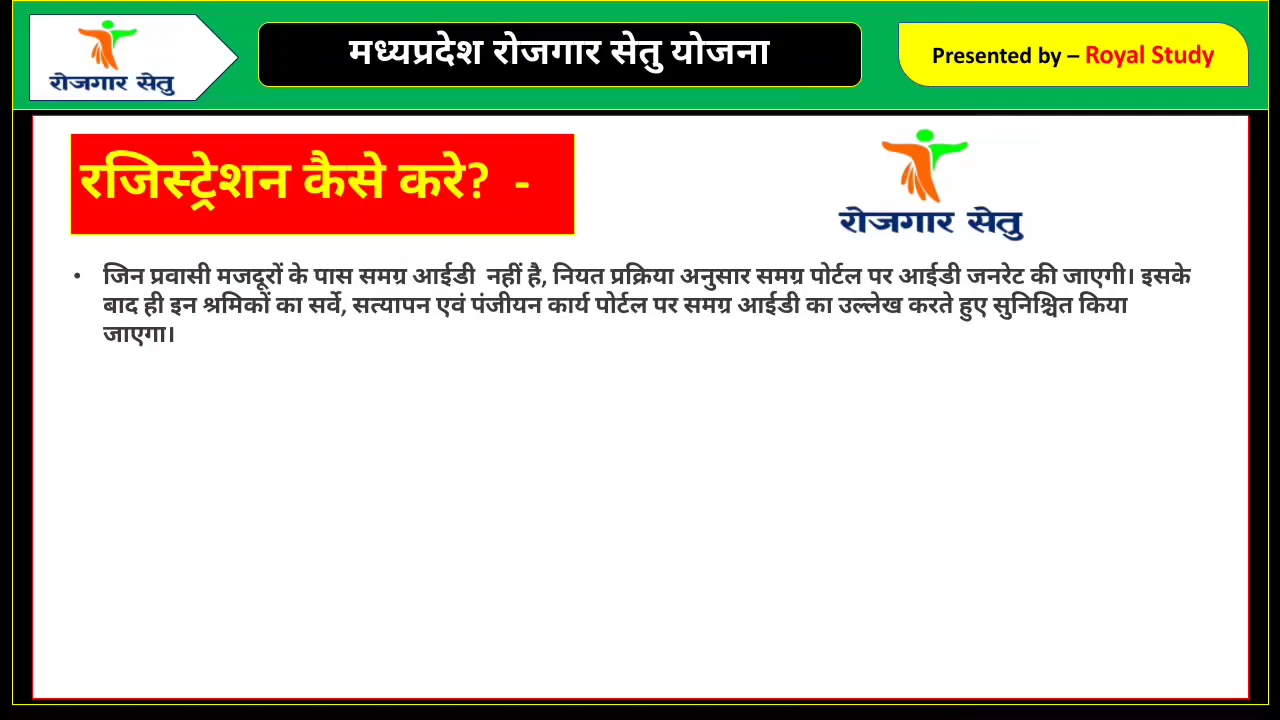 रोजगार सेतु
मध्यप्रदेश रोजगार सेतु योजना
Presented by – Royal Study
रजिस्ट्रेशन कैसे करे? -
रोजगार सेतु
• जिन प्रवासी मजदूरों के पास समग्र आईडी नहीं है, नियत प्रक्रिया अनुसार समग्र पोर्टल पर आईडी जनरेट की जाएगी। इसके
बाद ही इन श्रमिकों का सर्वे, सत्यापन एवं पंजीयन कार्य पोर्टल पर समग्र आईडी का उल्लेख करते हुए सुनिश्चित किया
जाएगा।